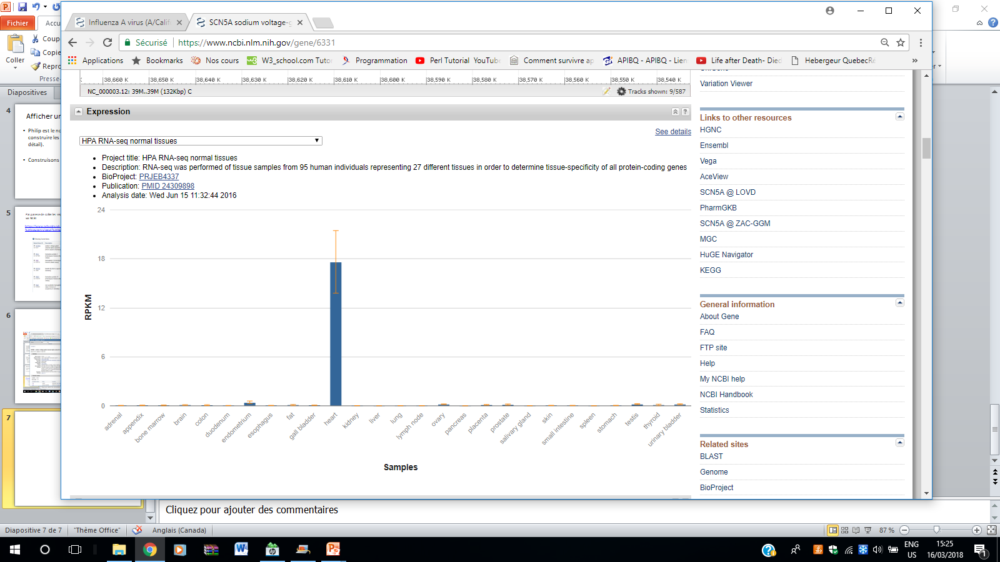 Fichier
Accu
Coller
Coup
Copie
Repro
Presse-
Diapositives
4
Afficher un
• Philip est le no
construire les
détail).
• Construisons
5
6
7
Influenza A virus (A/Calif
SCN5A sodium voltage-g
Sécurisé
https://www.ncbi.nlm.nih.gov/gene/6331
Applications
Bookmarks
Nos cours
W3_school.com Tutor
Programmation
Perl Tutorial YouTube
Comment survivre ap
APIBQ - APIBQ - Lien
Life after Death- Died
Hebergeur QuebecRe
»
38,660 K
38,650 K
38,640 K
38,630 K
38,620 K
38,610 K
38,600 K
38,590 K
38,580 K
38,570 K
38,560 K
38,550 K
38,540 K
NC_000003.12: 39M..39M (132Kbp) C
Tracks shown: 9/587
Expression
See details
HPA RNA-seq normal tissues
• Project title: HPA RNA-seq normal tissues
• Description: RNA-seq was performed of tissue samples from 95 human individuals representing 27 different tissues in order to determine tissue-specificity of all protein-coding genes
• BioProject: PRJEB4337
• Publication: PMID 24309898
• Analysis date: Wed Jun 15 11:32:44 2016
24
18
12
6
0
RPKM
adrenal
appendix
bone marrow
brain
colon
duodenum
endometrium
esophagus
fat
gall bladder
heart
kidney
liver
lung
lymph node
ovary
pancreas
placenta
prostate
salivary gland
skin
small intestine
spleen
stomach
testis
thyroid
urinary bladder
Samples
Variation Viewer
Links to other resources
HGNC
Ensembl
Vega
AceView
SCN5A @ LOVD
PharmGKB
SCN5A @ ZAC-GGM
MGC
HuGE Navigator
KEGG
General information
About Gene
FAQ
FTP site
Help
My NCBI help
NCBI Handbook
Statistics
Related sites
BLAST
Genome
BioProject
Cliquez pour ajouter des commentaires
Diapositive 7 de 7
"Thème Office"
Anglais (Canada)
87 %
ENG
US
15:25
16/03/2018
1